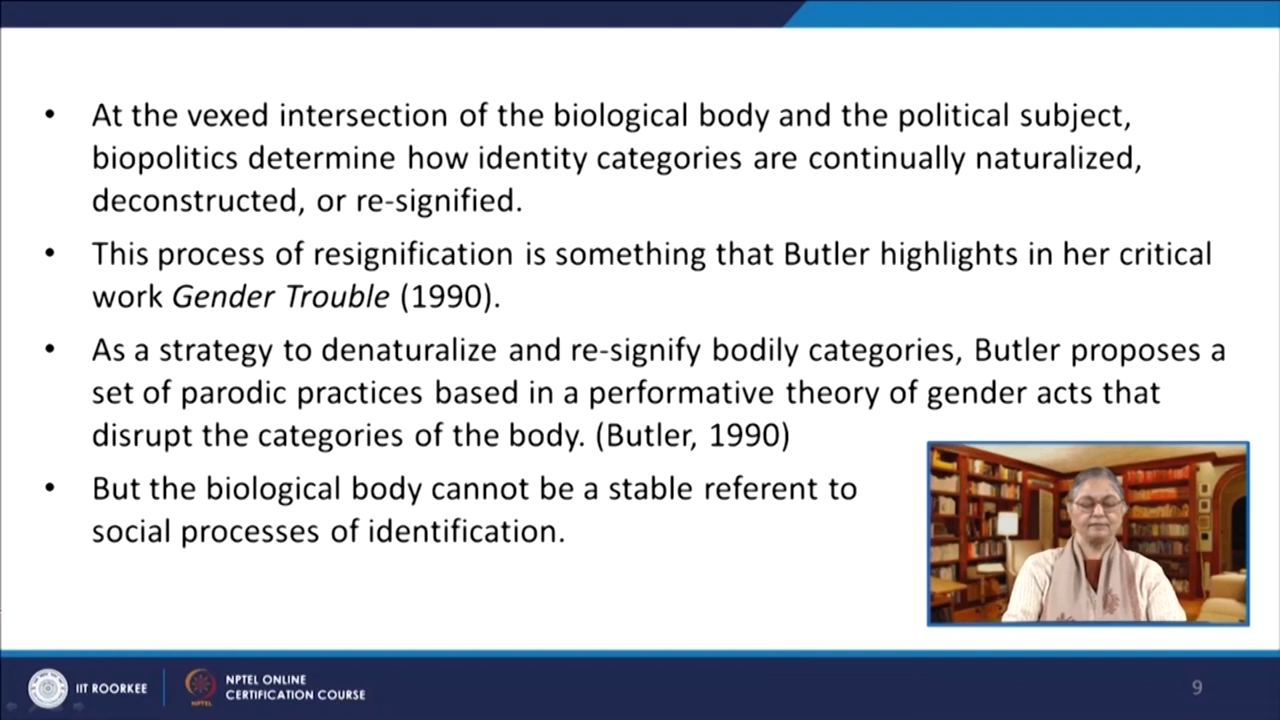 • At the vexed intersection of the biological body and the political subject,
biopolitics determine how identity categories are continually naturalized,
deconstructed, or re-signified.
• This process of resignification is something that Butler highlights in her critical
work Gender Trouble (1990).
• As a strategy to denaturalize and re-signify bodily categories, Butler proposes a
set of parodic practices based in a performative theory of gender acts that
disrupt the categories of the body. (Butler, 1990)
• But the biological body cannot be a stable referent to
social processes of identification.
IIT ROORKEE
NPTEL
NPTEL ONLINE
CERTIFICATION COURSE
9